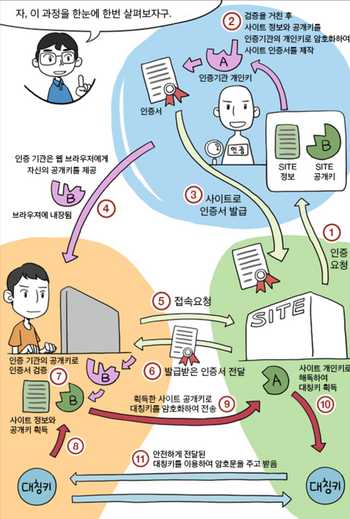 자, 이 과정을 한눈에 한번 살펴보자구.
② 검증을 거친 후
사이트 정보와 공개키를
인증기관의 개인키로 암호화하여
사이트 인증서를 제작
A
인증기관 개인키
인증서
인증
SITE
정보
B
SITE
공개키
인증 기관은 웹 브라우저에게
자신의 공개키를 제공
B
브라우저에 내장됨
④
③ 사이트로
인증서 발급
①
인증
요청
⑤ 접속요청
SITE
인증 기관의 공개키로
인증서 검증
B
⑥ 발급받은 인증서 전달
⑦
B
사이트 정보와
공개키 획득
획득한 사이트 공개키로
대칭키를 암호화하여 전송
⑨
A
사이트 개인키로
해독하여
대칭키 획득
⑩
⑧
⑪ 안전하게 전달된
대칭키를 이용하여 암호문을 주고 받음
대칭키
대칭키